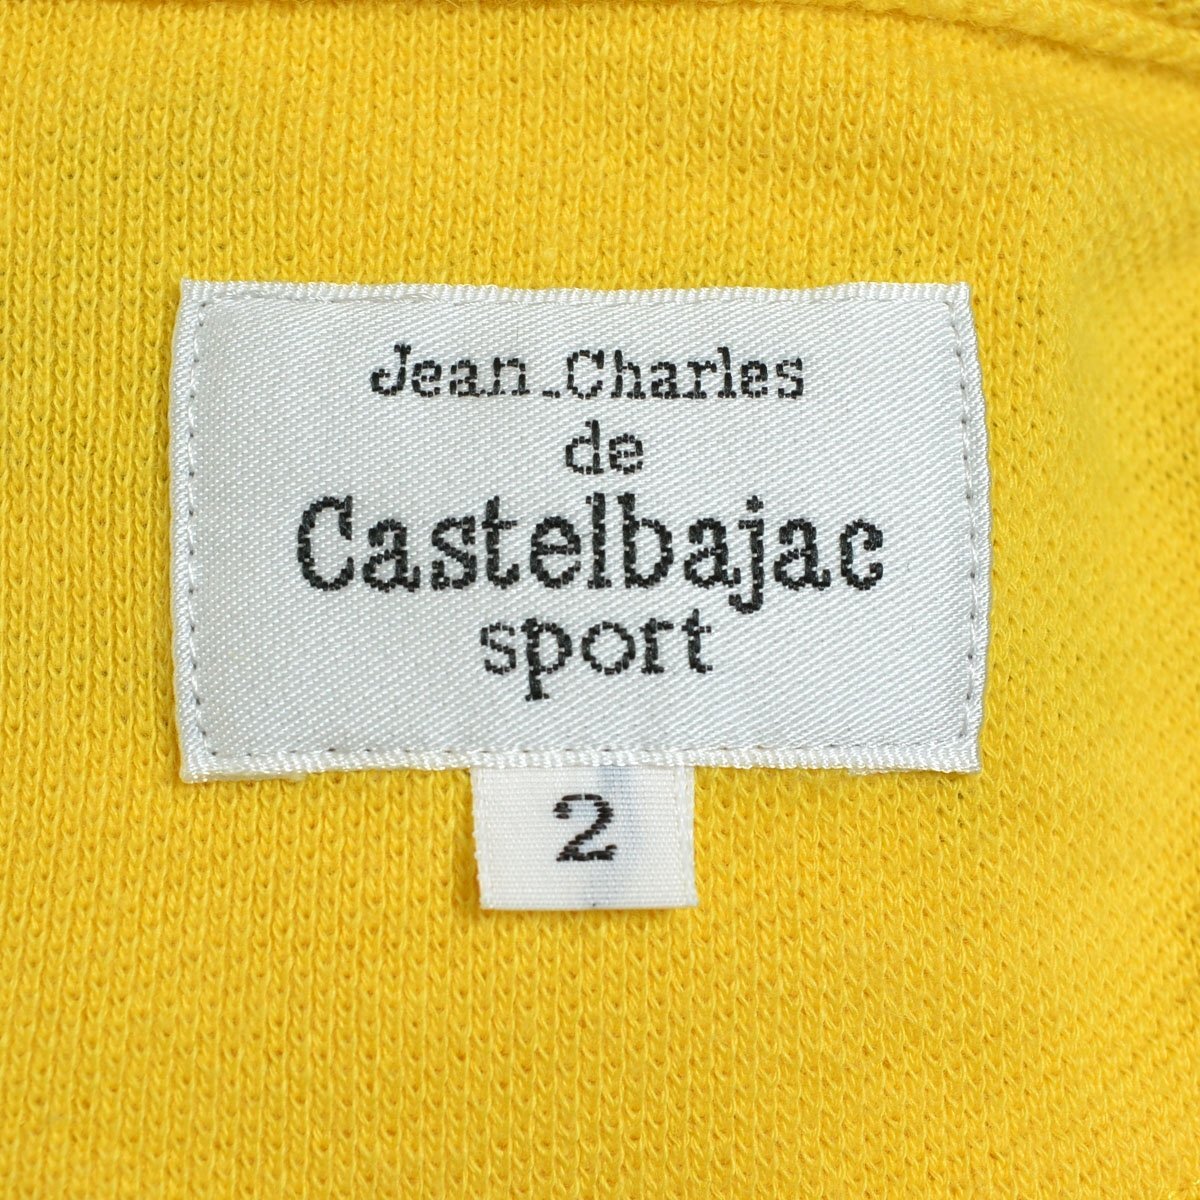 Jean-Charles
de
Castelbajac
sport
2